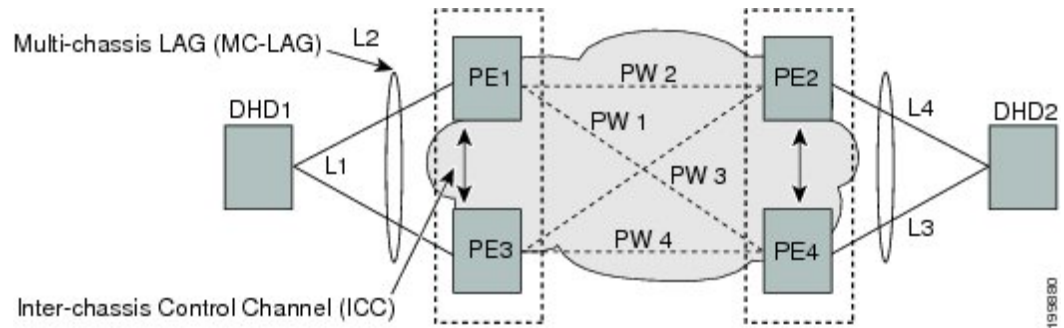 Multi-chassis LAG (MC-LAG)
L2
PE1
PW 2
PE2
DHD1
PW 1
L4
DHD2
L1
PW 3
PE3
PW 4
PE4
L3
Inter-chassis Control Channel (ICC)